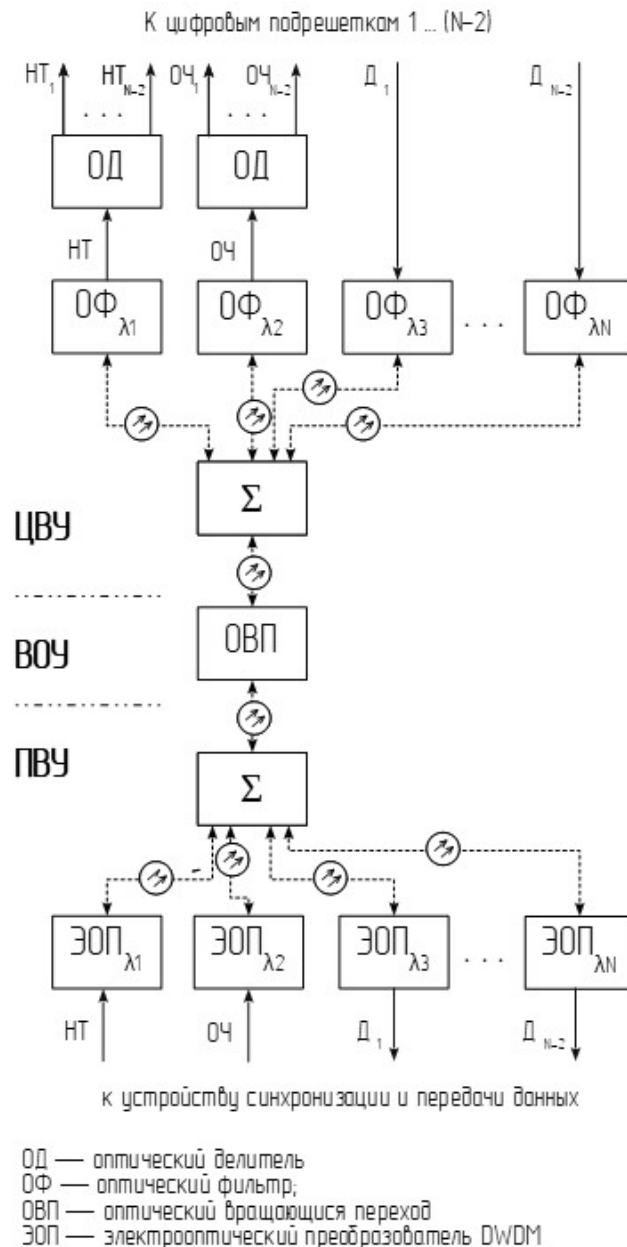 К цифровым подрешеткам 1 ... (N-2)
НТ1 НТN-2 ОЧ1 ОЧN-2 Д1 ДN-2
. . . . . .
ОД ОД
НТ ОЧ
ОФλ1 ОФλ2 ОФλ3 . . . ОФλN
Σ
ЦВУ
ВОУ ОВП
ПВУ
Σ
ЭОПλ1 ЭОПλ2 ЭОПλ3 . . . ЭОПλN
НТ ОЧ Д1 ДN-2
к устройству синхронизации и передачи данных
ОД — оптический делитель
ОФ — оптический фильтр;
ОВП — оптический вращающися переход
ЭОП — электрооптический преобразователь DWDM